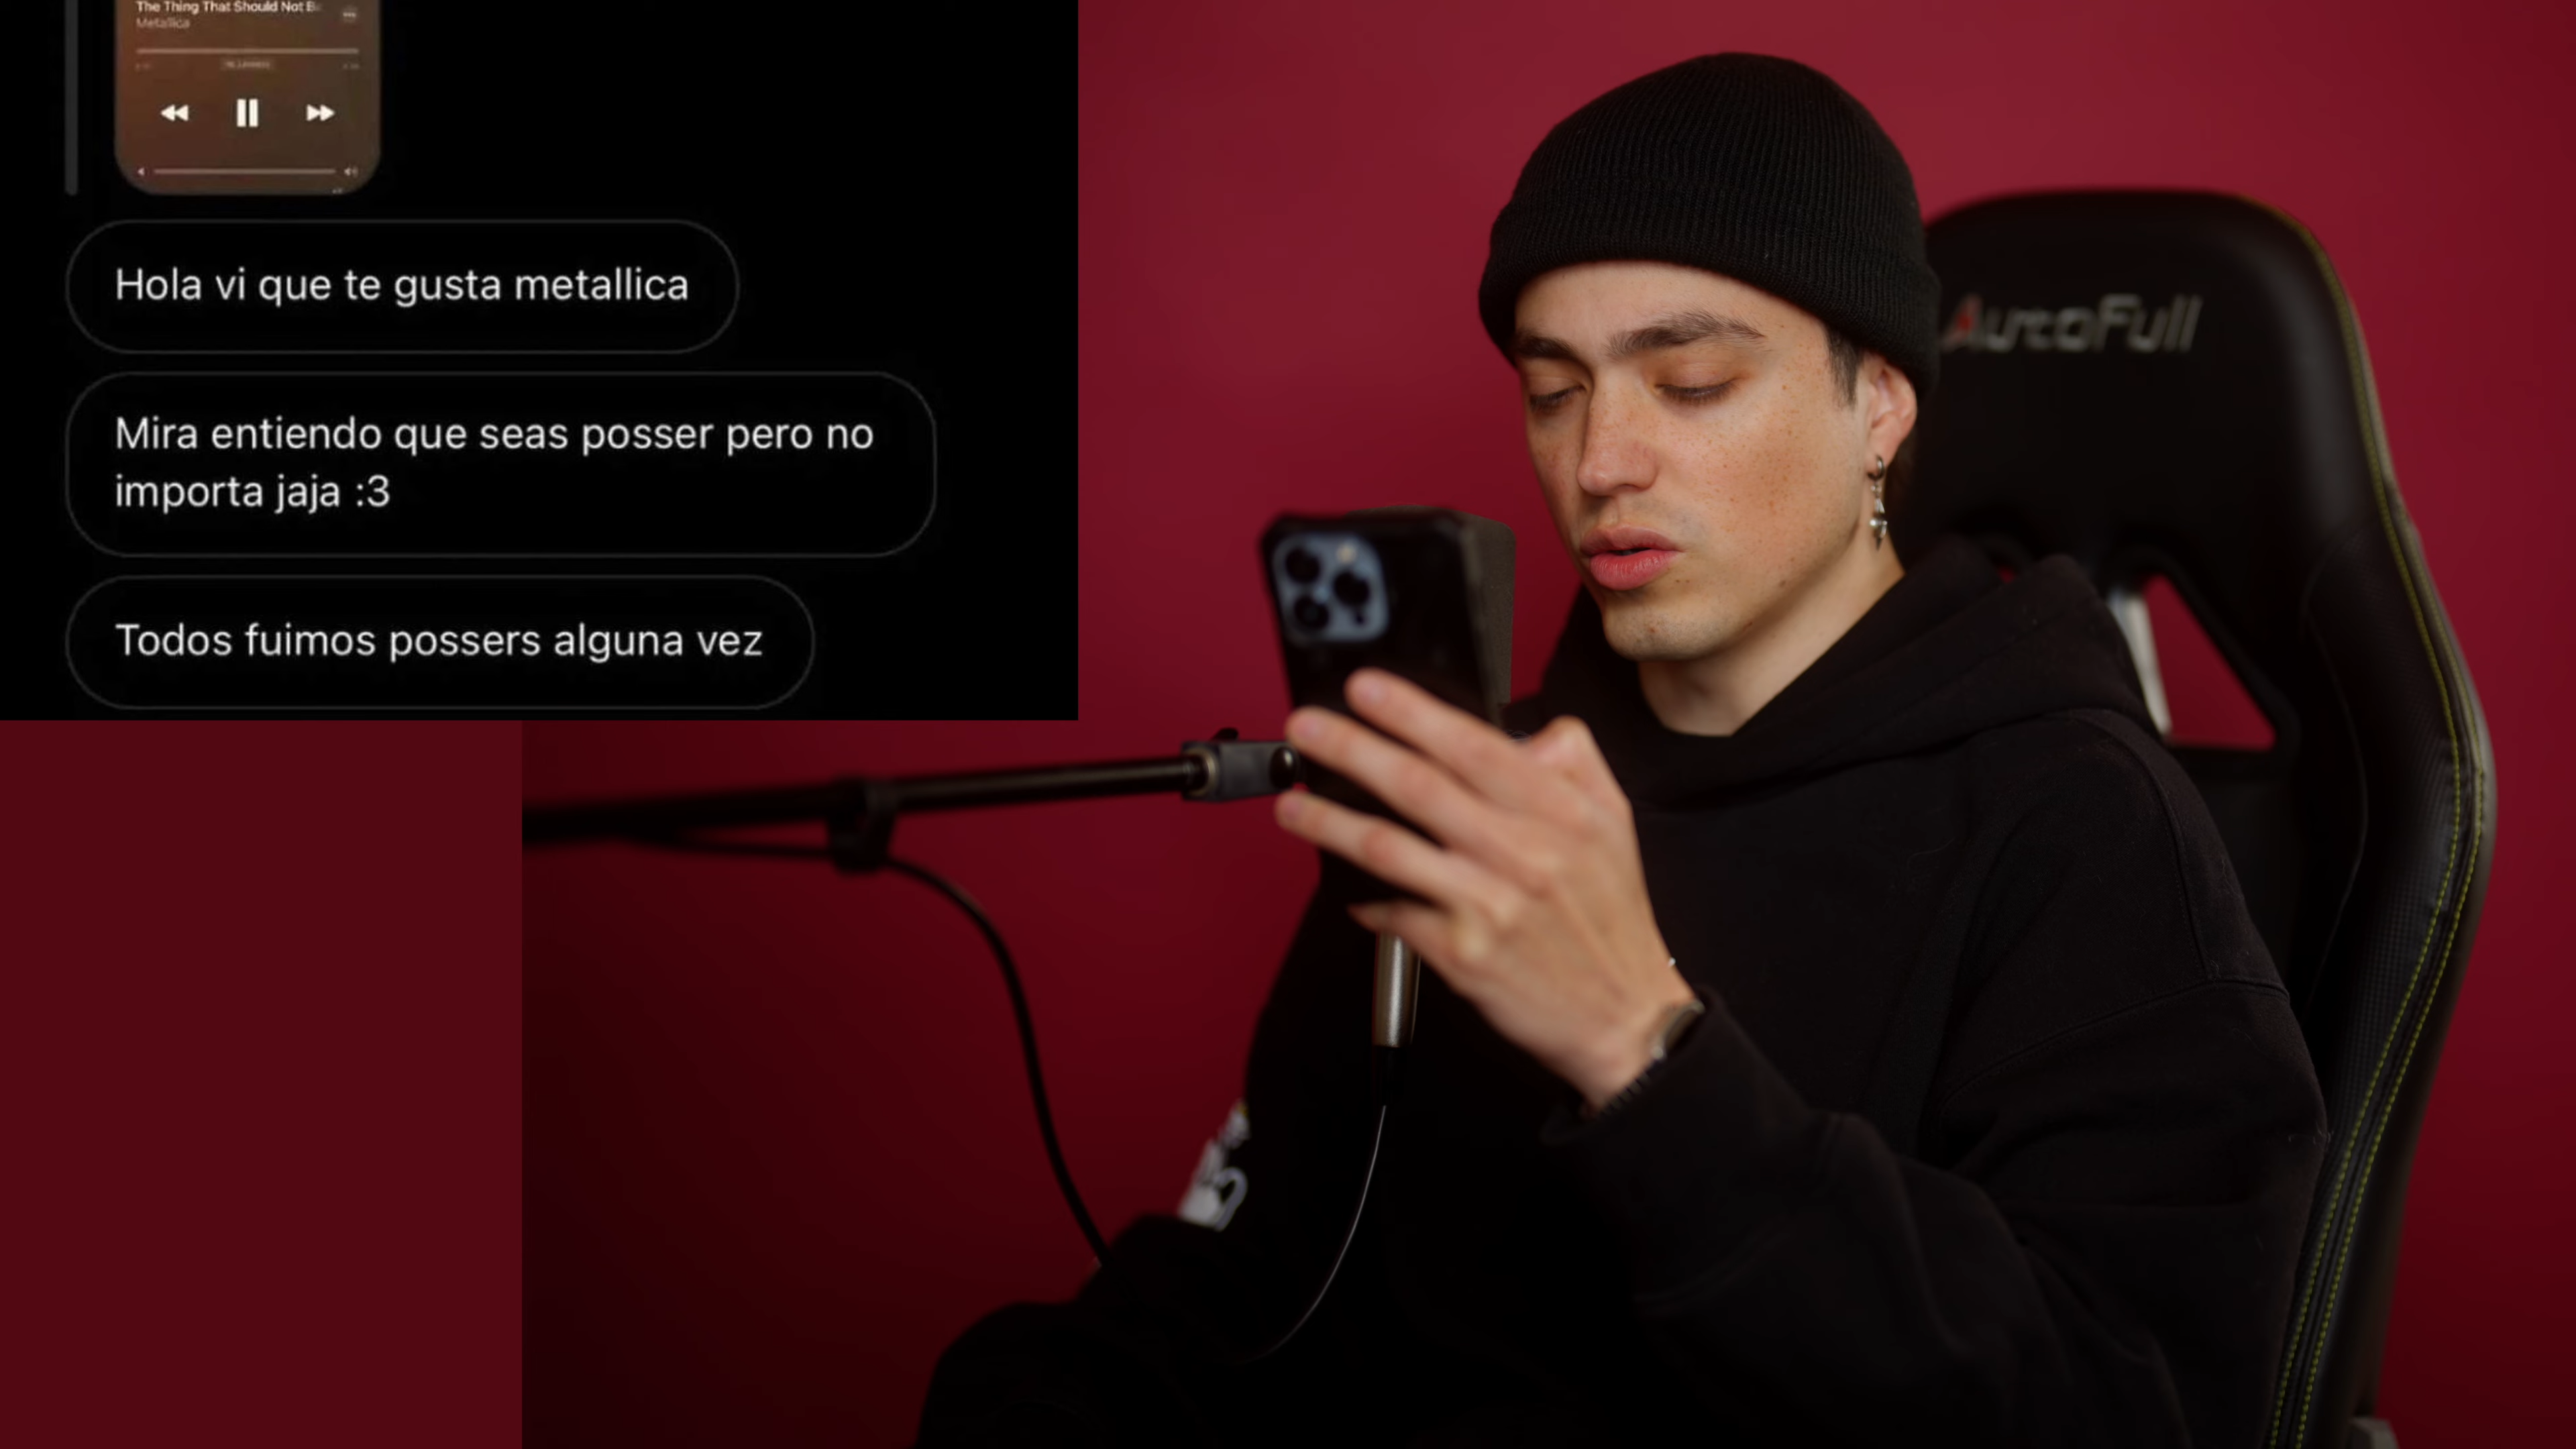 The Thing That Should Not B
Metallica
Hola vi que te gusta metallica
Mira entiendo que seas posser pero no
importa jaja :3
Todos fuimos possers alguna vez
AutoFull